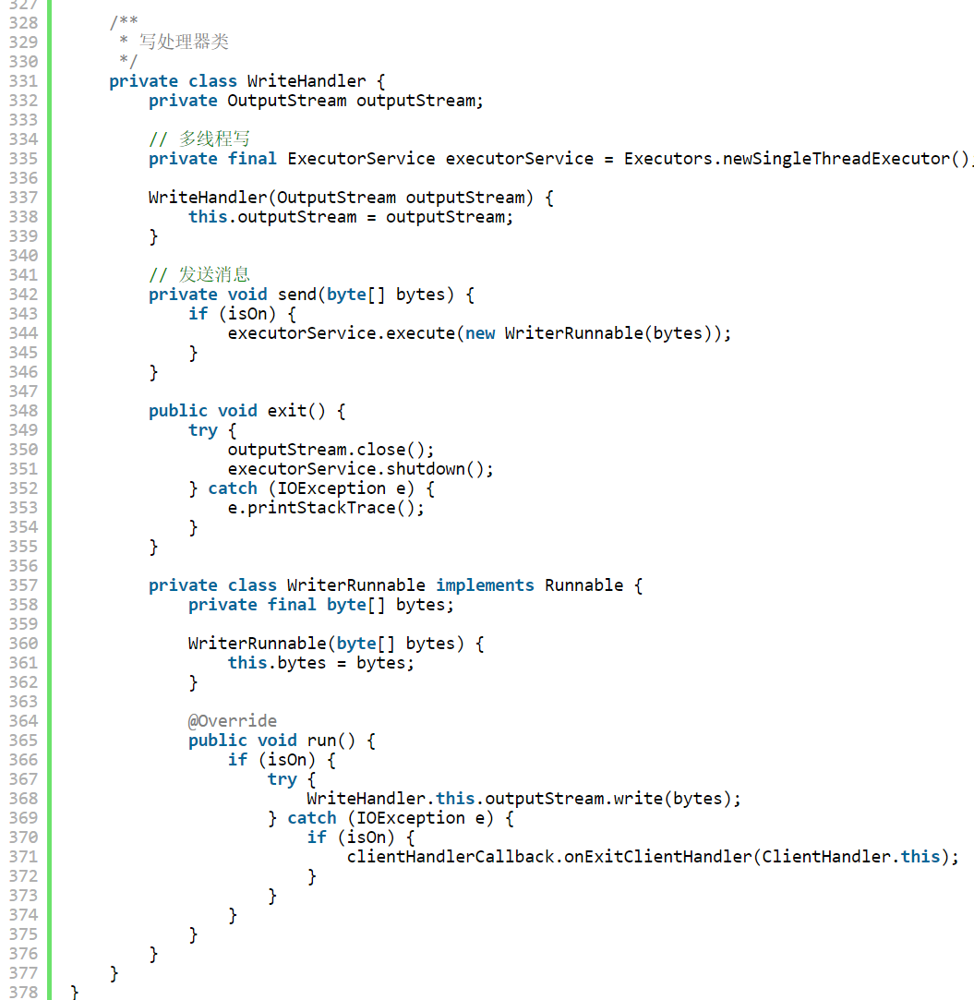 327
328     /**
329      * 写处理器类
330      */
331     private class WriteHandler {
332         private OutputStream outputStream;
333
334         // 多线程写
335         private final ExecutorService executorService = Executors.newSingleThreadExecutor();
336
337         WriteHandler(OutputStream outputStream) {
338             this.outputStream = outputStream;
339         }
340
341         // 发送消息
342         private void send(byte[] bytes) {
343             if (isOn) {
344                 executorService.execute(new WriterRunnable(bytes));
345             }
346         }
347
348         public void exit() {
349             try {
350                 outputStream.close();
351                 executorService.shutdown();
352             } catch (IOException e) {
353                 e.printStackTrace();
354             }
355         }
356
357         private class WriterRunnable implements Runnable {
358             private final byte[] bytes;
359
360             WriterRunnable(byte[] bytes) {
361                 this.bytes = bytes;
362             }
363
364             @Override
365             public void run() {
366                 if (isOn) {
367                     try {
368                         WriteHandler.this.outputStream.write(bytes);
369                     } catch (IOException e) {
370                         if (isOn) {
371                             clientHandlerCallback.onExitClientHandler(ClientHandler.this);
372                         }
373                     }
374                 }
375             }
376         }
377     }
378 }